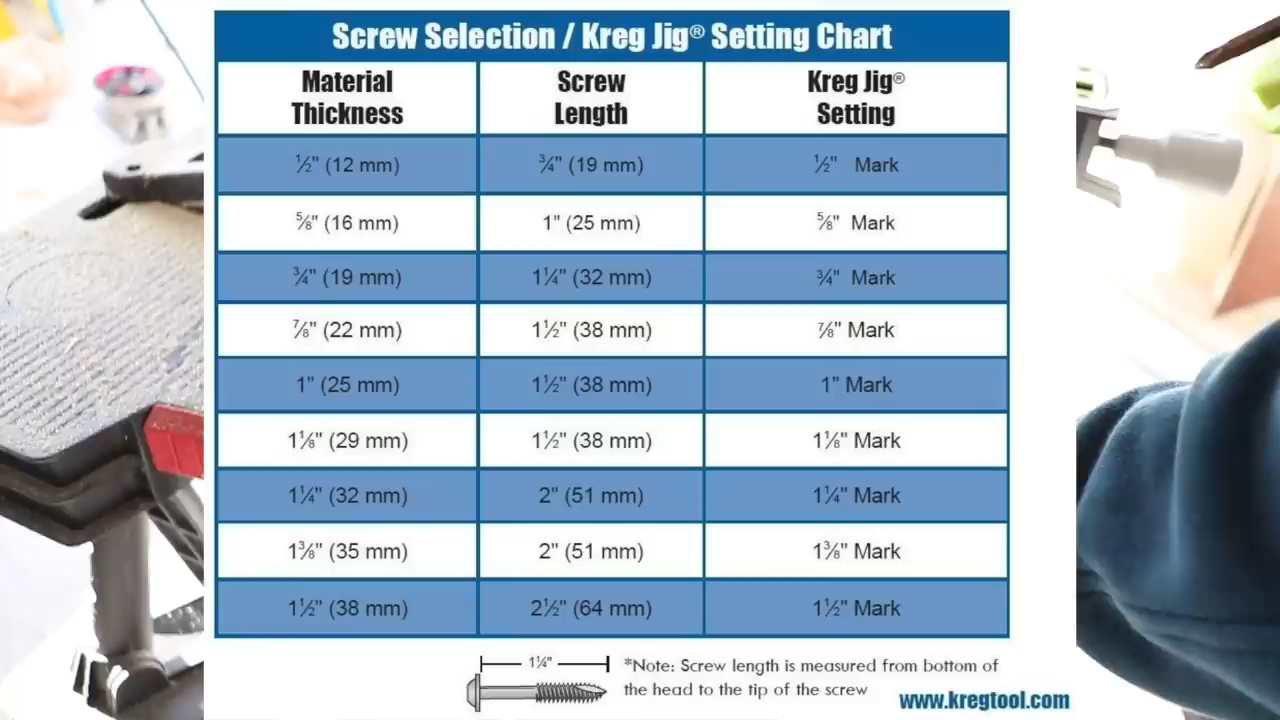 Screw Selection / Kreg Jig® Setting Chart
Material Thickness Screw Length Kreg Jig® Setting
½" (12 mm) ¾" (19 mm) ½" Mark
⅝" (16 mm) 1" (25 mm) ⅝" Mark
¾" (19 mm) 1¼" (32 mm) ¾" Mark
⅞" (22 mm) 1½" (38 mm) ⅞" Mark
1" (25 mm) 1½" (38 mm) 1" Mark
1⅛" (29 mm) 1½" (38 mm) 1⅛" Mark
1¼" (32 mm) 2" (51 mm) 1¼" Mark
1⅜" (35 mm) 2" (51 mm) 1⅜" Mark
1½" (38 mm) 2½" (64 mm) 1½" Mark
1¼"
*Note: Screw length is measured from bottom of
the head to the tip of the screw
www.kregtool.com